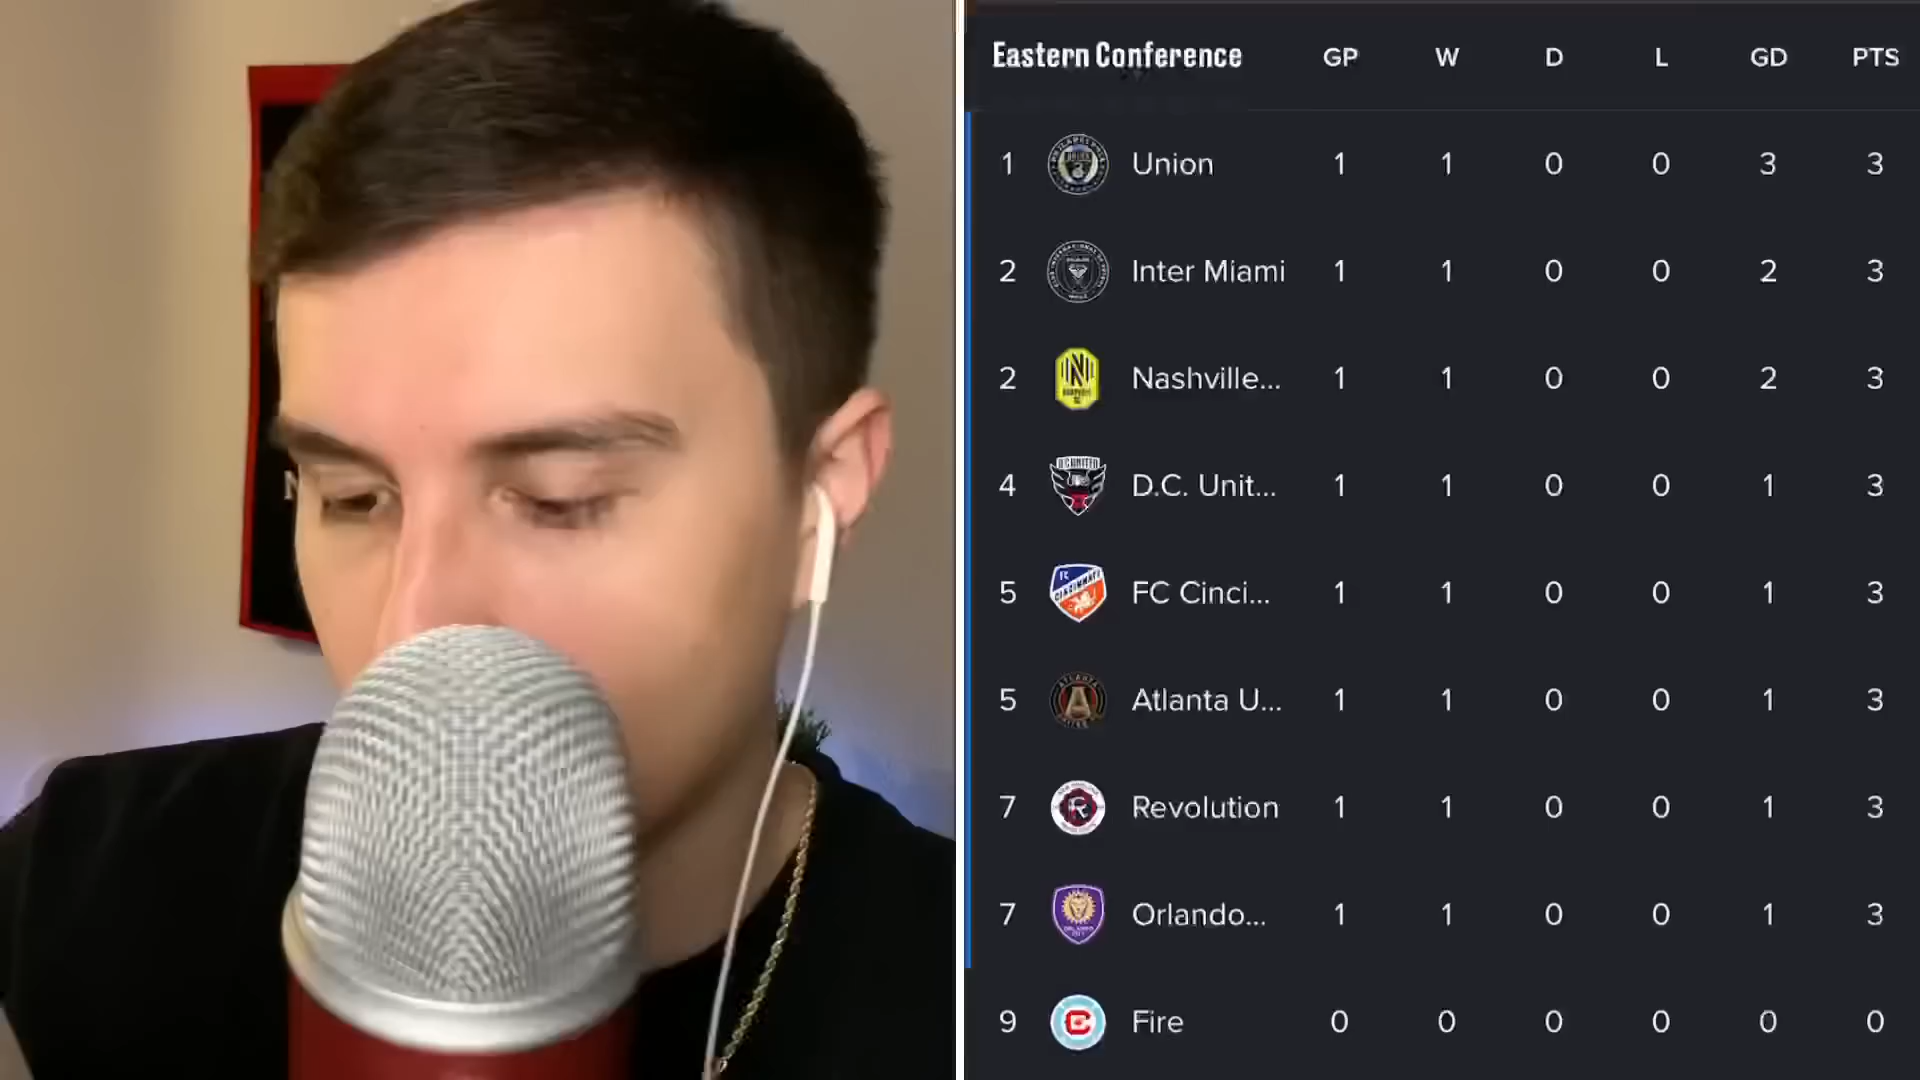 Eastern Conference GP W D L GD PTS
1 Union 1 1 0 0 3 3
2 Inter Miami 1 1 0 0 2 3
2 Nashville... 1 1 0 0 2 3
4 D.C. Unit... 1 1 0 0 1 3
5 FC Cinci... 1 1 0 0 1 3
5 Atlanta U... 1 1 0 0 1 3
7 Revolution 1 1 0 0 1 3
7 Orlando... 1 1 0 0 1 3
9 Fire 0 0 0 0 0 0